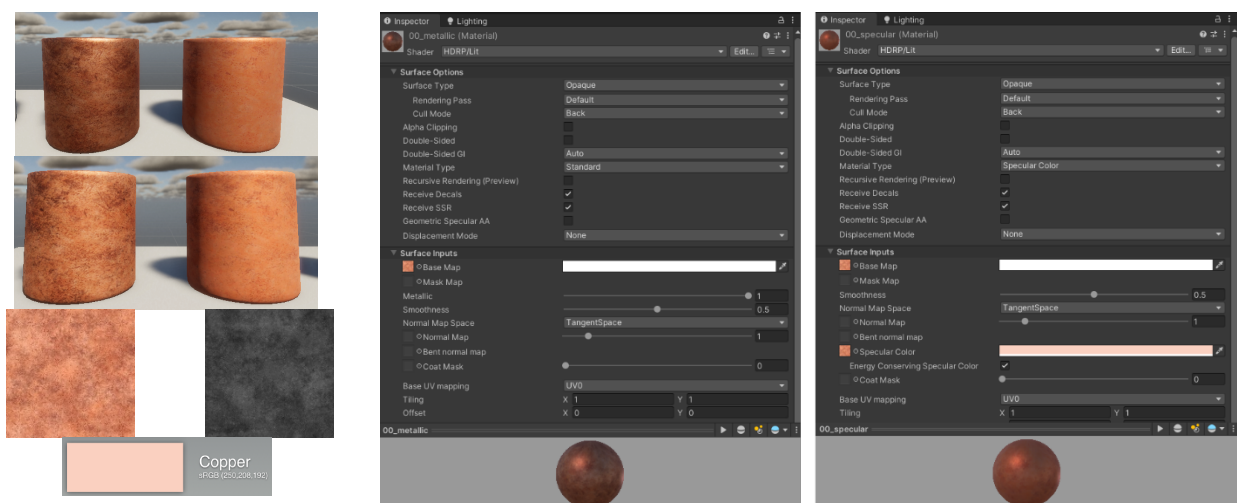 Copper
sRGB (250,208,192)
Inspector Lighting
00_metallic (Material)
Shader HDRP/Lit Edit...
Surface Options
Surface Type Opaque
Rendering Pass Default
Cull Mode Back
Alpha Clipping
Double-Sided
Double-Sided GI Auto
Material Type Standard
Recursive Rendering (Preview)
Receive Decals
Receive SSR
Geometric Specular AA
Displacement Mode None
Surface Inputs
Base Map
Mask Map
Metallic 1
Smoothness 0.5
Normal Map Space TangentSpace
Normal Map 1
Bent normal map
Coat Mask 0
Base UV mapping UV0
Tiling X 1 Y 1
Offset X 0 Y 0
00_metallic
Inspector Lighting
00_specular (Material)
Shader HDRP/Lit Edit...
Surface Options
Surface Type Opaque
Rendering Pass Default
Cull Mode Back
Alpha Clipping
Double-Sided
Double-Sided GI Auto
Material Type Specular Color
Recursive Rendering (Preview)
Receive Decals
Receive SSR
Geometric Specular AA
Displacement Mode None
Surface Inputs
Base Map
Mask Map
Smoothness 0.5
Normal Map Space TangentSpace
Normal Map 1
Bent normal map
Specular Color
Energy Conserving Specular Color
Coat Mask 0
Base UV mapping UV0
Tiling X 1 Y 1
00_specular